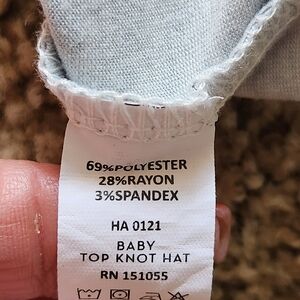 69%POLYESTER
28%RAYON
3%SPANDEX
HA 0121
BABY
TOP KNOT HAT
RN 151055